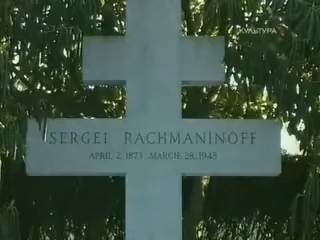 КУЛЬТУРА
SERGEI RACHMANINOFF
APRIL 2, 1873 MARCH 28, 1943